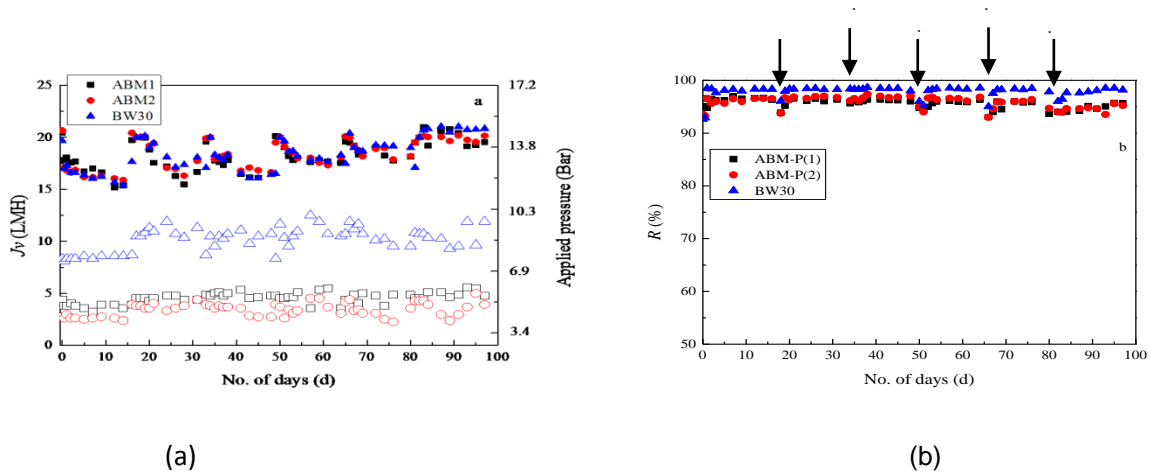 ABM1
ABM2
BW30
a
25
20
15
10
5
0
Jv (LMH)
17.2
13.8
10.3
6.9
3.4
Applied pressure (Bar)
0 10 20 30 40 50 60 70 80 90 100
No. of days (d)
(a)
100
90
80
70
60
50
R (%)
b
ABM-P(1)
ABM-P(2)
BW30
0 10 20 30 40 50 60 70 80 90 100
No. of days (d)
(b)